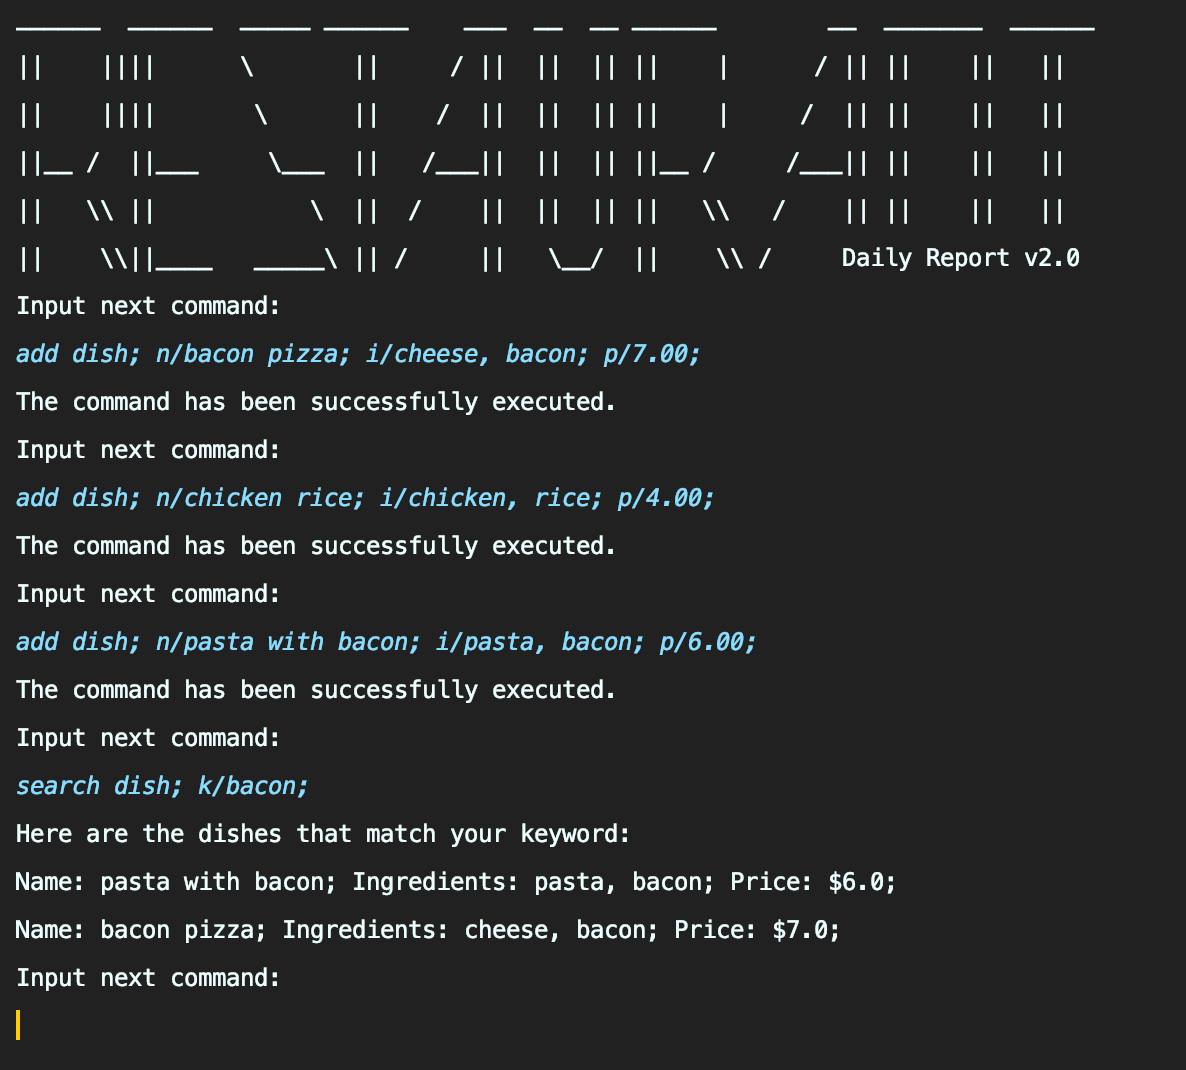 ______  ______  _____ ______    ___  __  __ ______        __  _______  ______
||    ||||      \       ||     / ||  ||  || ||    |      / || ||    ||   ||
||    ||||       \      ||    /  ||  ||  || ||    |     /  || ||    ||   ||
||__ /  ||___     \___  ||   /___||  ||  || ||__ /     /___|| ||    ||   ||
||   \\ ||           \  ||  /    ||  ||  || ||   \\   /    || ||    ||   ||
||    \\||____   _____\ || /     ||   \__/  ||    \\ /     Daily Report v2.0
Input next command:
add dish; n/bacon pizza; i/cheese, bacon; p/7.00;
The command has been successfully executed.
Input next command:
add dish; n/chicken rice; i/chicken, rice; p/4.00;
The command has been successfully executed.
Input next command:
add dish; n/pasta with bacon; i/pasta, bacon; p/6.00;
The command has been successfully executed.
Input next command:
search dish; k/bacon;
Here are the dishes that match your keyword:
Name: pasta with bacon; Ingredients: pasta, bacon; Price: $6.0;
Name: bacon pizza; Ingredients: cheese, bacon; Price: $7.0;
Input next command: